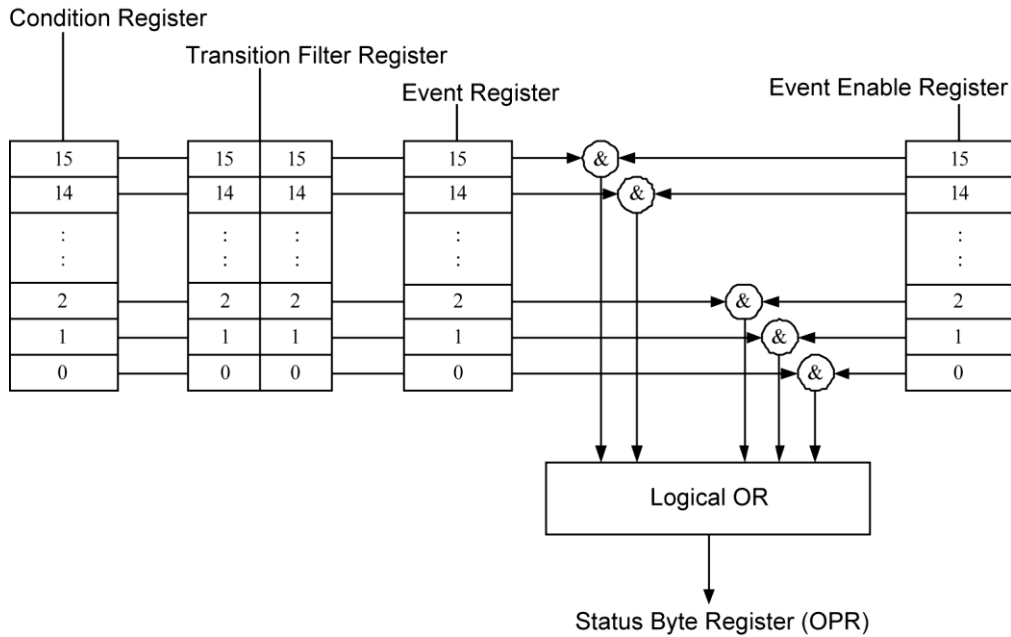 Condition Register
Transition Filter Register
Event Register
Event Enable Register
15 15 15 15 & 15
14 14 14 14 & 14
: : : : :
: : : : :
2 2 2 2 & 2
1 1 1 1 & 1
0 0 0 0 & 0
Logical OR
Status Byte Register (OPR)